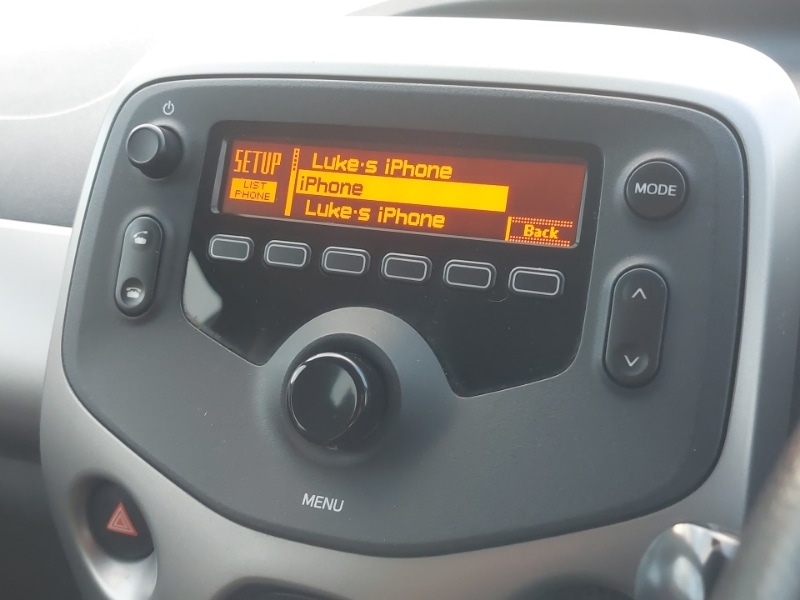 SETUP
LIST
PHONE
Luke·s iPhone
iPhone
Luke·s iPhone
Back
MODE
MENU